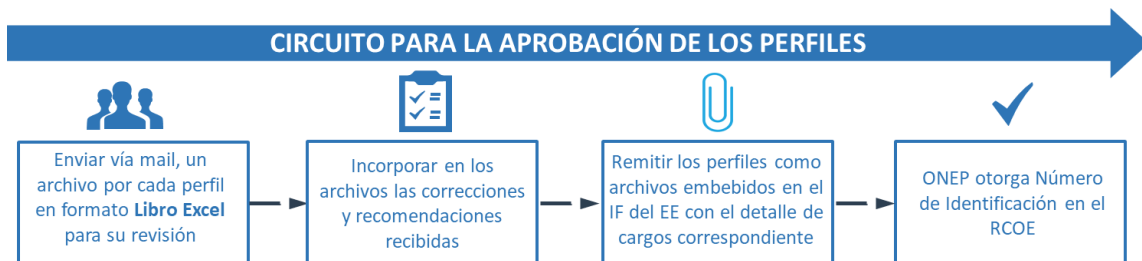 CIRCUITO PARA LA APROBACIÓN DE LOS PERFILES
Enviar vía mail, un
archivo por cada perfil
en formato Libro Excel
para su revisión
Incorporar en los
archivos las correcciones
y recomendaciones
recibidas
Remitir los perfiles como
archivos embebidos en el
IF del EE con el detalle de
cargos correspondiente
ONEP otorga Número
de Identificación en el
RCOE